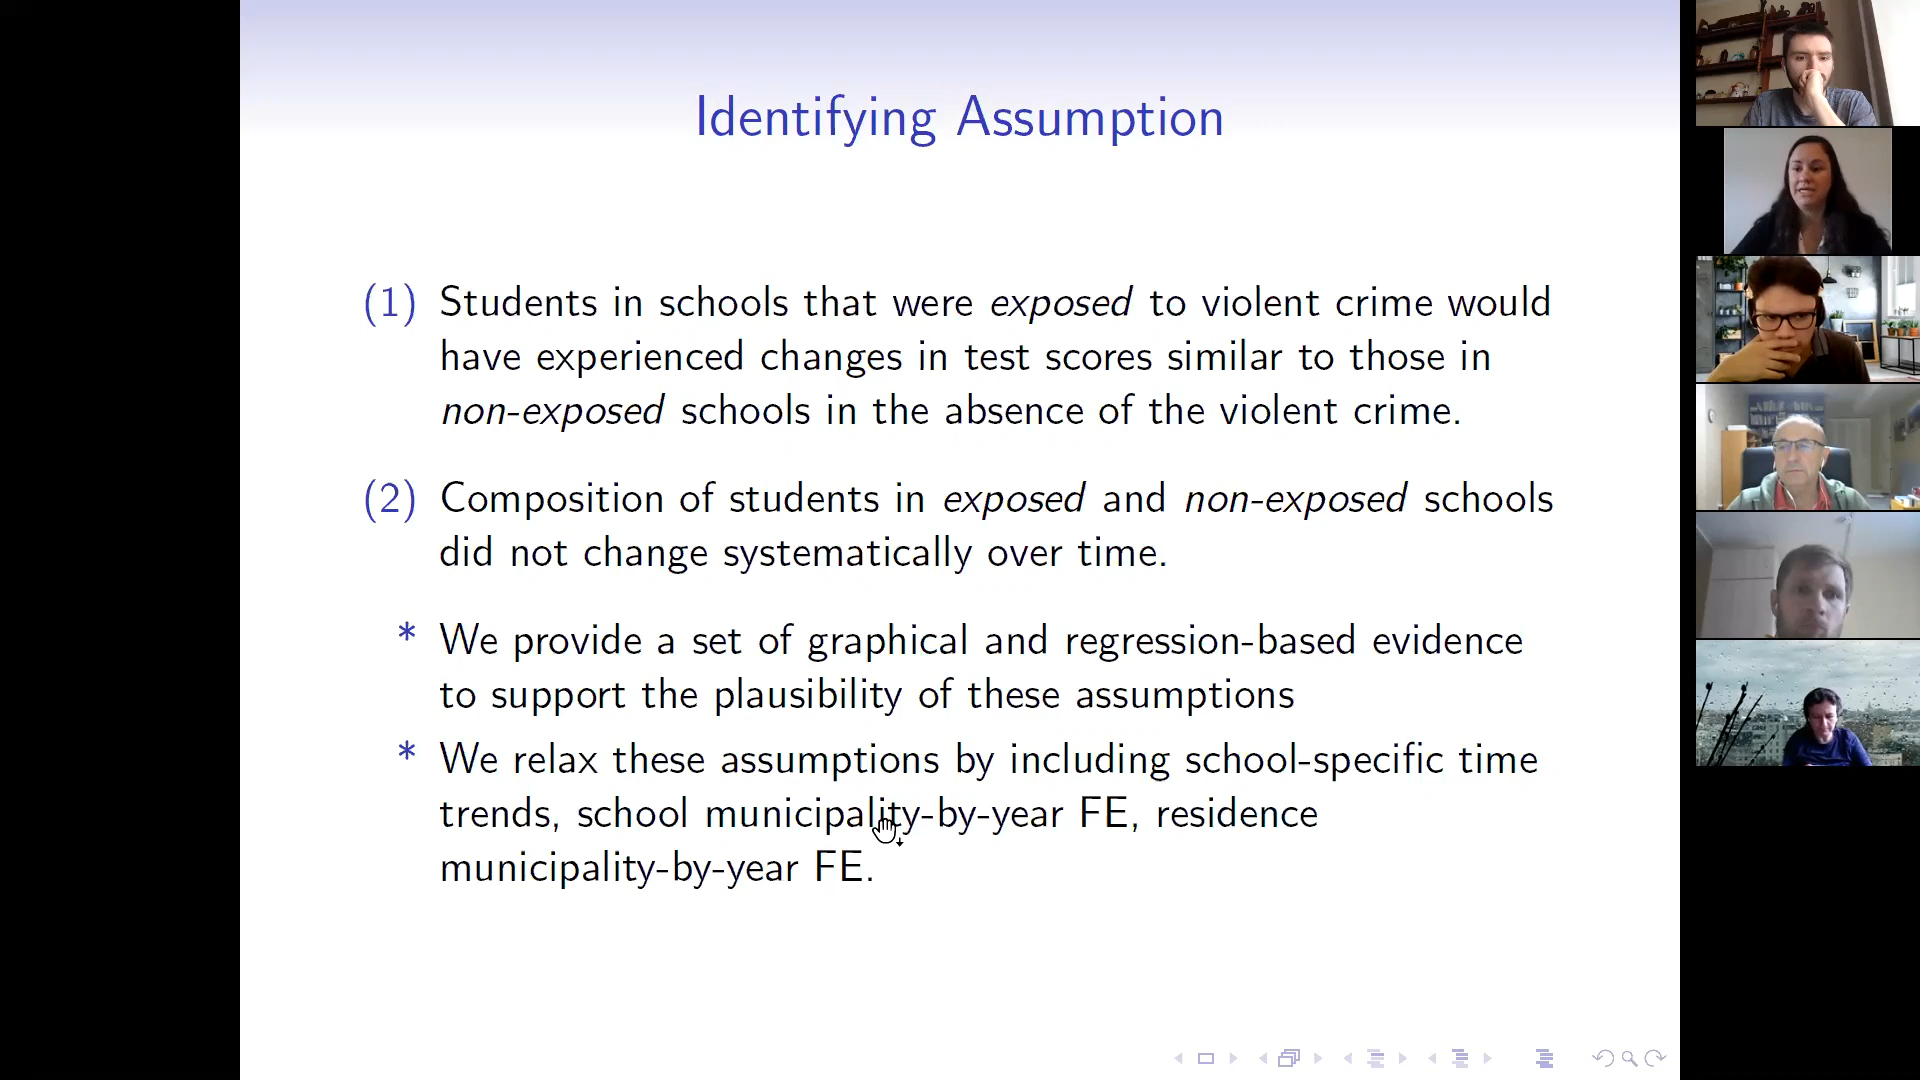 Identifying Assumption
(1) Students in schools that were exposed to violent crime would
have experienced changes in test scores similar to those in
non-exposed schools in the absence of the violent crime.
(2) Composition of students in exposed and non-exposed schools
did not change systematically over time.
* We provide a set of graphical and regression-based evidence
to support the plausibility of these assumptions
* We relax these assumptions by including school-specific time
trends, school municipality-by-year FE, residence
municipality-by-year FE.